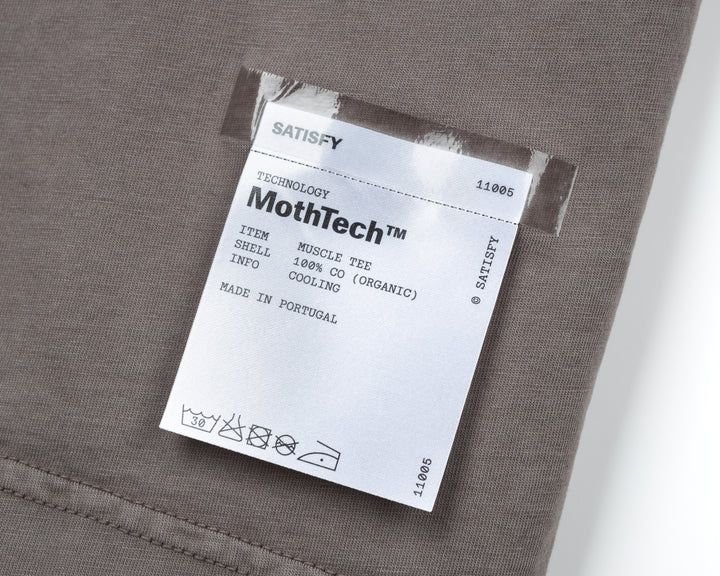 SATISFY
11005
TECHNOLOGY
MothTech™
ITEM MUSCLE TEE
SHELL 100% CO (ORGANIC)
INFO COOLING
MADE IN PORTUGAL
© SATISFY
30
11005